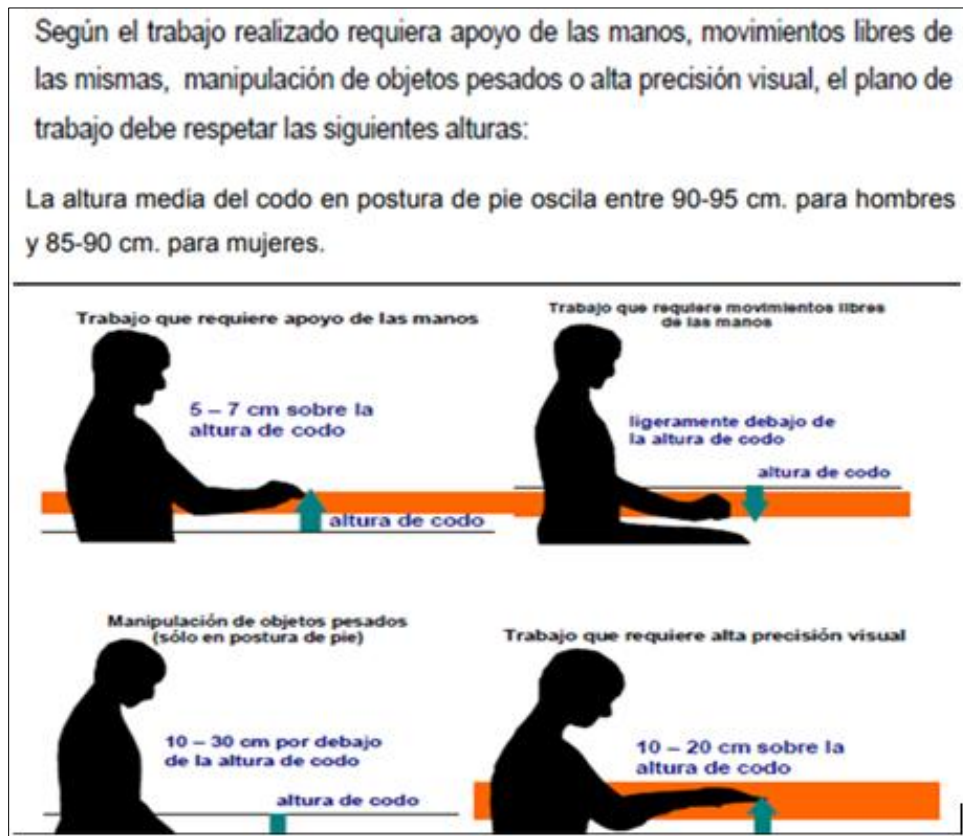 Según el trabajo realizado requiera apoyo de las manos, movimientos libres de
las mismas, manipulación de objetos pesados o alta precisión visual, el plano de
trabajo debe respetar las siguientes alturas:
La altura media del codo en postura de pie oscila entre 90-95 cm. para hombres
y 85-90 cm. para mujeres.
Trabajo que requiere apoyo de las manos
5 – 7 cm sobre la
altura de codo
altura de codo
Trabajo que requiere movimientos libres
de las manos
ligeramente debajo de
la altura de codo
altura de codo
Manipulación de objetos pesados
(sólo en postura de pie)
10 – 30 cm por debajo
de la altura de codo
altura de codo
Trabajo que requiere alta precisión visual
10 – 20 cm sobre la
altura de codo